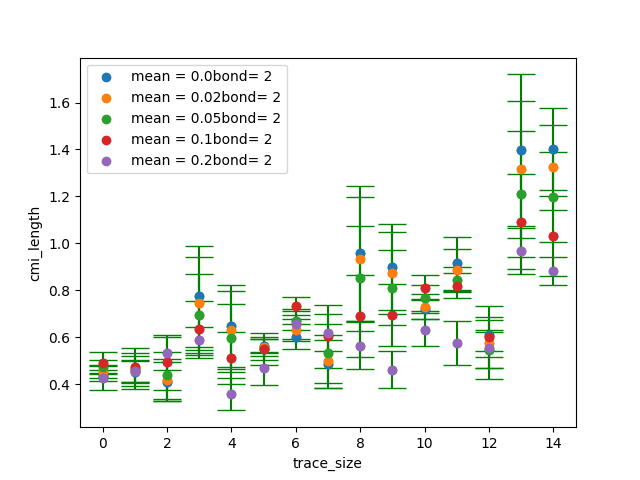 mean = 0.0bond= 2
mean = 0.02bond= 2
mean = 0.05bond= 2
mean = 0.1bond= 2
mean = 0.2bond= 2
1.6
1.4
1.2
1.0
0.8
0.6
0.4
cmi_length
0 2 4 6 8 10 12 14
trace_size